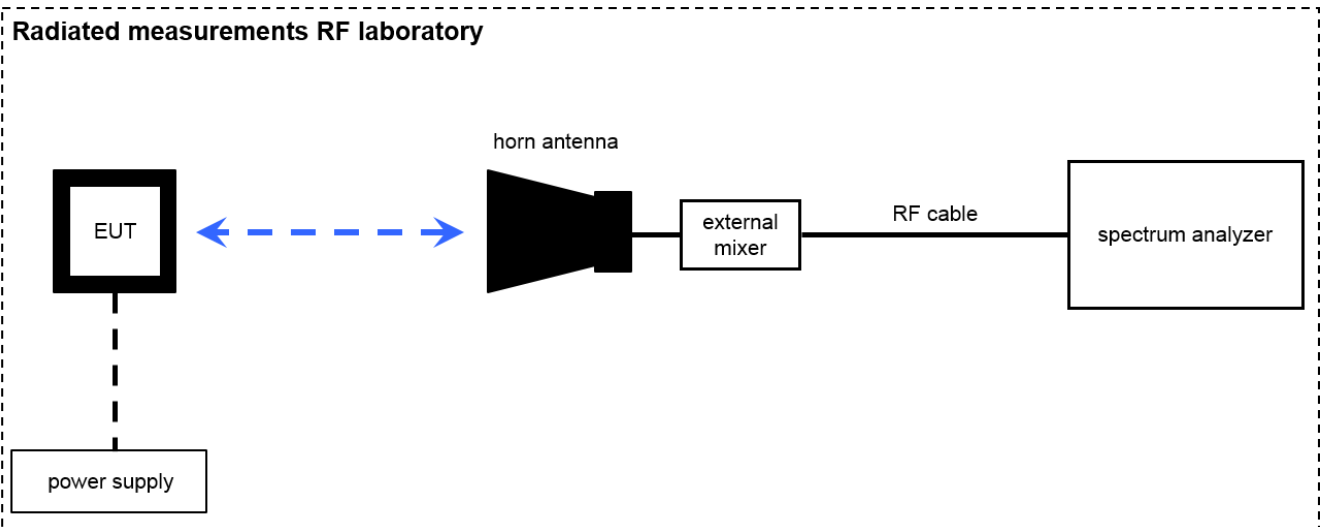 Radiated measurements RF laboratory
horn antenna
EUT
external
mixer
RF cable
spectrum analyzer
power supply